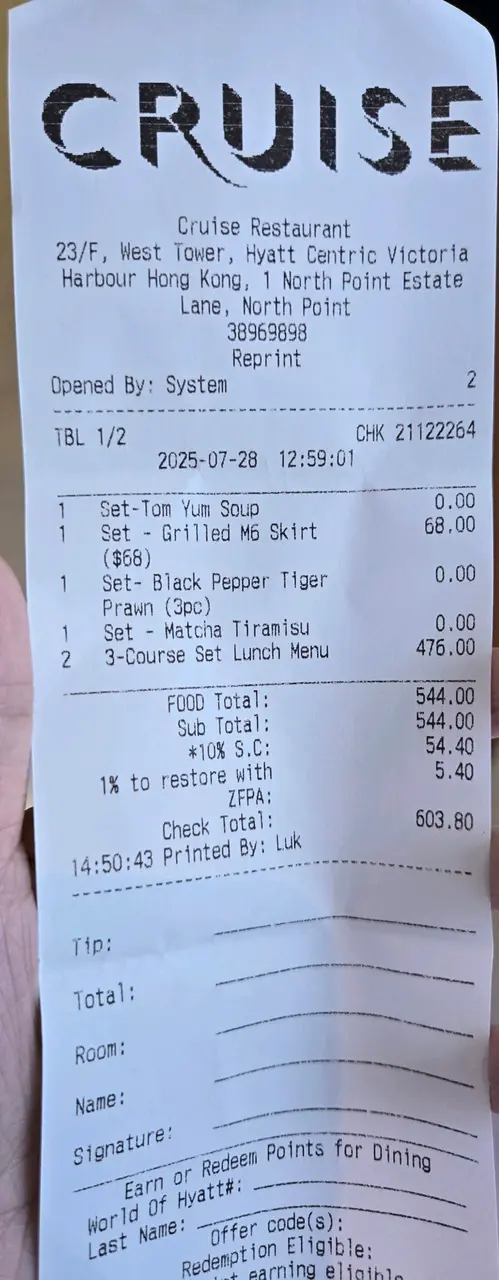 CRUISE
Cruise Restaurant
23/F, West Tower, Hyatt Centric Victoria
Harbour Hong Kong, 1 North Point Estate
Lane, North Point
38969898
Reprint
Opened By: System 2
TBL 1/2 CHK 21122264
2025-07-28 12:59:01
1 Set-Tom Yum Soup 0.00
1 Set - Grilled M6 Skirt 68.00
($68)
1 Set- Black Pepper Tiger 0.00
Prawn (3pc)
1 Set - Matcha Tiramisu 0.00
2 3-Course Set Lunch Menu 476.00
FOOD Total: 544.00
Sub Total: 544.00
*10% S.C: 54.40
1% to restore with 5.40
ZFPA:
Check Total: 603.80
14:50:43 Printed By: Luk
Tip:
Total:
Room:
Name:
Signature:
Earn or Redeem Points for Dining
World Of Hyatt#:
Last Name:
Offer code(s):
Redemption Eligible:
earning eligible